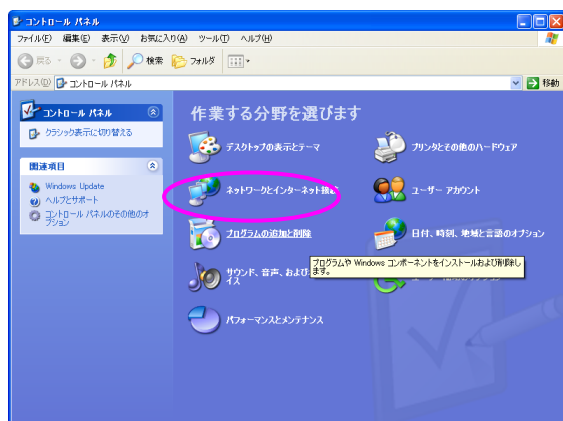 コントロール パネル
ファイル(F) 編集(E) 表示(V) お気に入り(A) ツール(T) ヘルプ(H)
戻る 検索 フォルダ
アドレス(D) コントロール パネル 移動
コントロール パネル
クラシック表示に切り替える
関連項目
Windows Update
ヘルプとサポート
コントロール パネルのその他のオ
プション
作業する分野を選びます
デスクトップの表示とテーマ
プリンタとその他のハードウェア
ネットワークとインターネット接続
ユーザー アカウント
プログラムの追加と削除
日付、時刻、地域と言語のオプション
プログラムや Windows コンポーネントをインストールおよび削除し
ます。
サウンド、音声、および
イス
パフォーマンスとメンテナンス